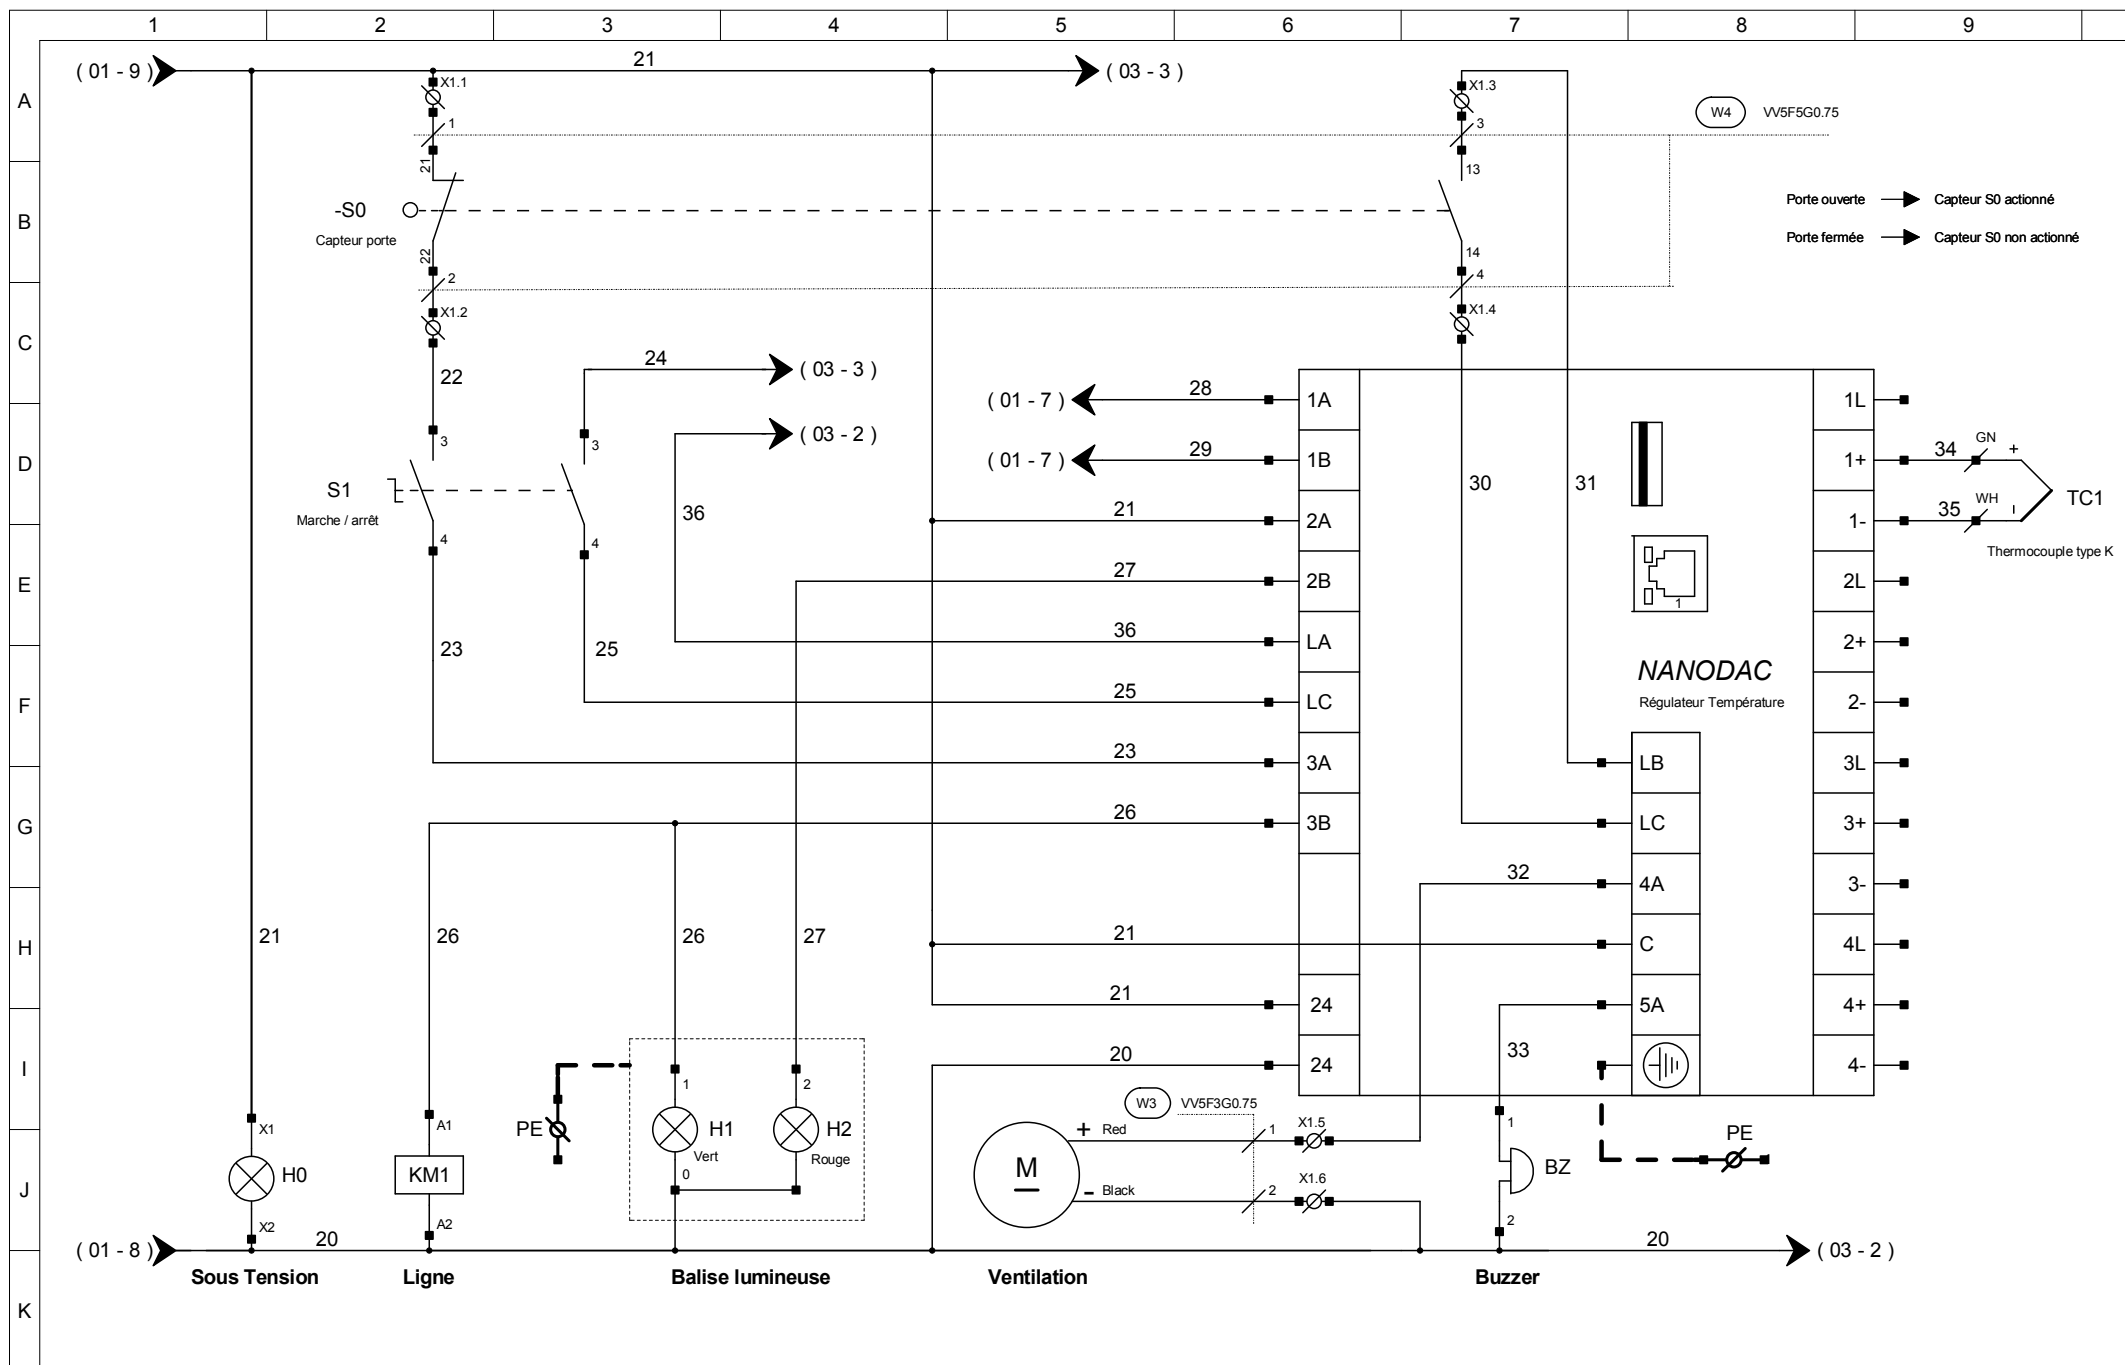 1 2 3 4 5 6 7 8 9
A
B
C
D
E
F
G
H
I
J
K
( 01 - 9 )
21
( 03 - 3 )
X1.1
1
21
-S0
Capteur porte
22
2
X1.2
22
X1.3
3
13
14
4
X1.4
W4 VV5F5G0.75
Porte ouverte Capteur S0 actionné
Porte fermée Capteur S0 non actionné
24
( 03 - 3 )
( 03 - 2 )
3
3
S1
Marche / arrêt
4
4
36
23
25
( 01 - 7 )
28
1A
( 01 - 7 )
29
1B
21
2A
27
2B
36
LA
25
LC
23
3A
26
3B
21
21
24
20
24
30
31
1
NANODAC
Régulateur Température
LB
LC
32
4A
C
5A
33
1L
1+
1-
2L
2+
2-
3L
3+
3-
4L
4+
4-
34
GN
+
35
WH
-
TC1
Thermocouple type K
21
26
26
27
X1
H0
X2
A1
KM1
A2
PE
1
H1
Vert
0
2
H2
Rouge
W3 VV5F3G0.75
M
+ Red
1
X1.5
- Black
2
X1.6
1
BZ
2
PE
( 01 - 8 )
20
20
( 03 - 2 )
Sous Tension
Ligne
Balise lumineuse
Ventilation
Buzzer